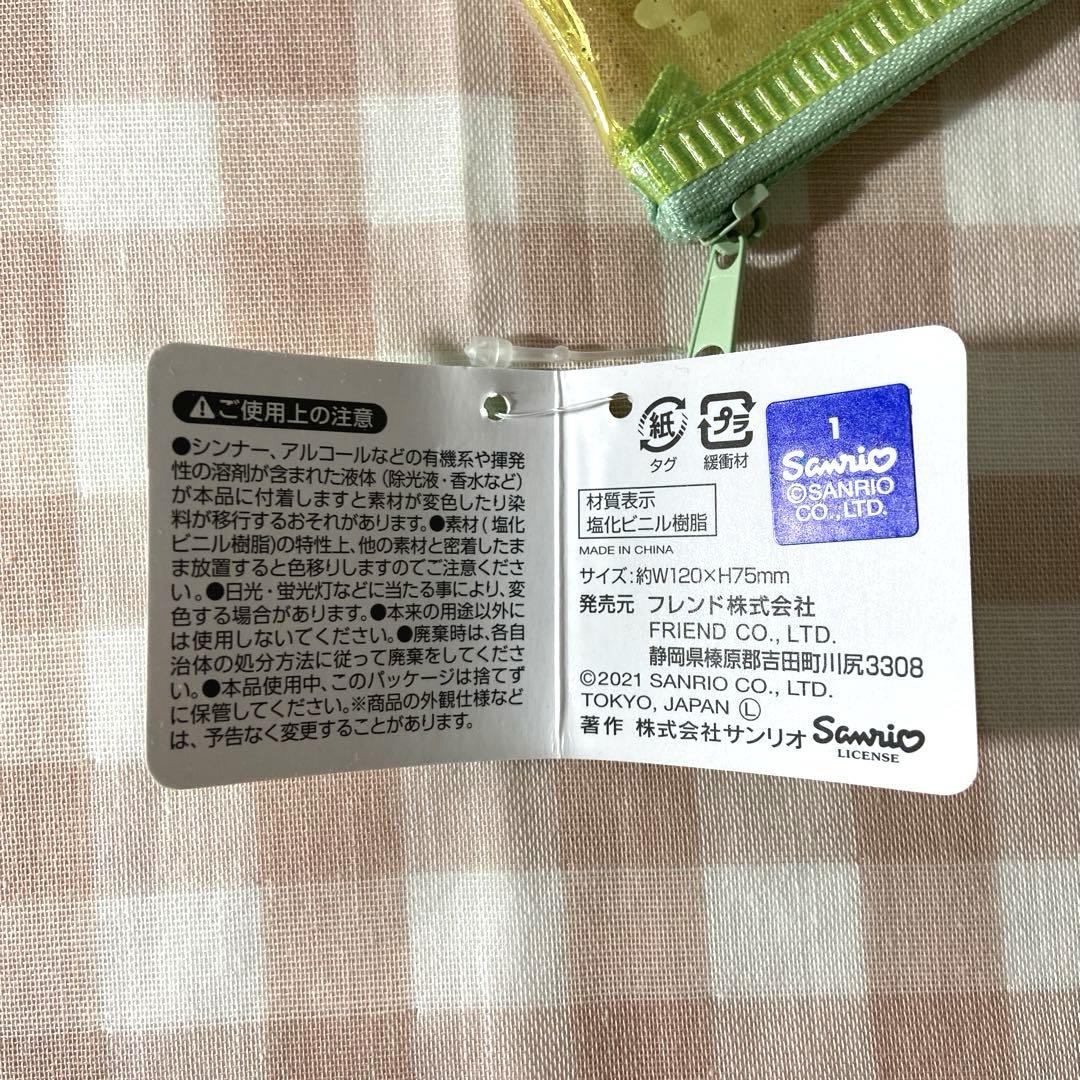 ⚠ご使用上の注意
●シンナー、アルコールなどの有機系や揮発
性の溶剤が含まれた液体(除光液・香水など)
が本品に付着しますと素材が変色したり染
料が移行するおそれがあります。●素材(塩化
ビニル樹脂)の特性上、他の素材と密着したま
ま放置すると色移りしますのでご注意くださ
い。●日光・蛍光灯などに当たる事により、変
色する場合があります。●本来の用途以外に
は使用しないでください。●廃棄時は、各自
治体の処分方法に従って廃棄をしてくださ
い。●本品使用中、このパッケージは捨てず
に保管してください。※商品の外観仕様など
は、予告なく変更することがあります。
紙
タグ
プラ
緩衝材
1
Sanrio
©SANRIO
CO.,LTD.
材質表示
塩化ビニル樹脂
MADE IN CHINA
サイズ:約W120×H75mm
発売元 フレンド株式会社
FRIEND CO., LTD.
静岡県榛原郡吉田町川尻3308
©2021 SANRIO CO., LTD.
TOKYO, JAPAN Ⓛ
著作 株式会社サンリオ
Sanrio
LICENSE